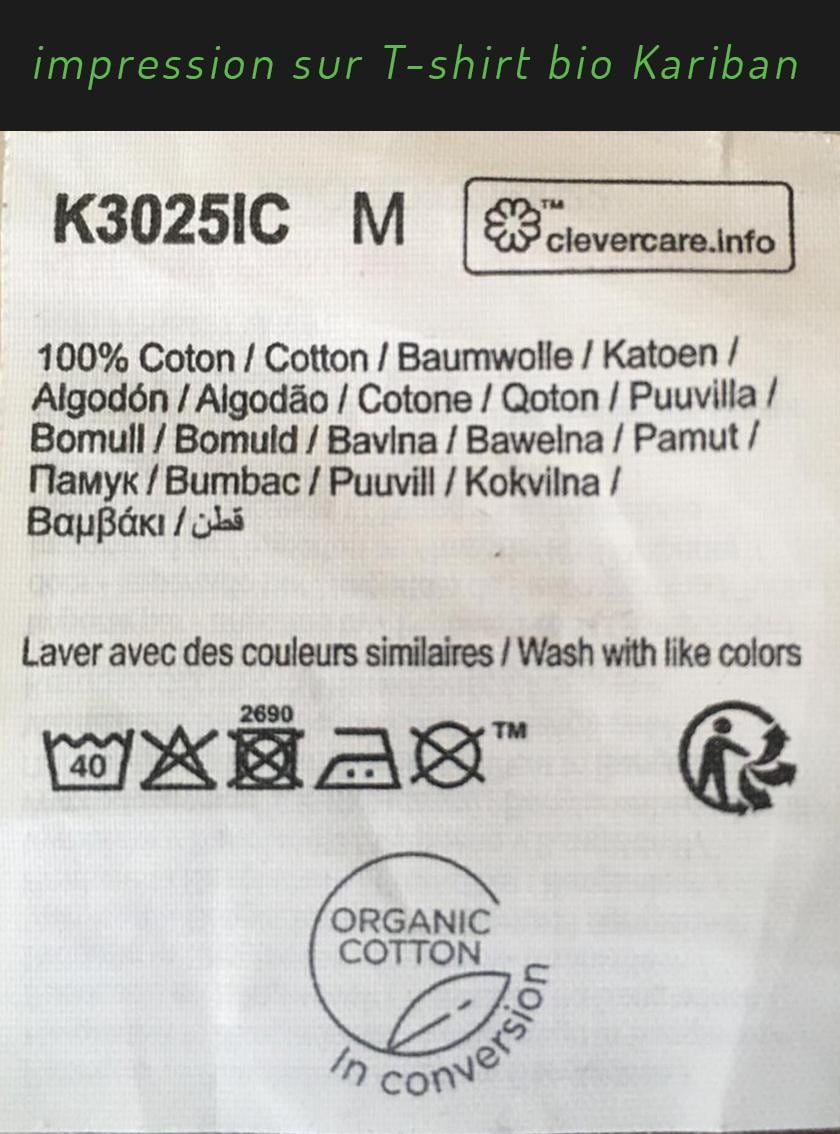 impression sur T-shirt bio Kariban
K3025IC M ™ clevercare.info
100% Coton / Cotton / Baumwolle / Katoen /
Algodón / Algodão / Cotone / Qoton / Puuvilla /
Bomull / Bomuld / Bavlna / Bawelna / Pamut /
Памук / Bumbac / Puuvill / Kokvilna /
Βαμβάκι / قطن
Laver avec des couleurs similaires / Wash with like colors
2690
40 ™
ORGANIC
COTTON
In conversion